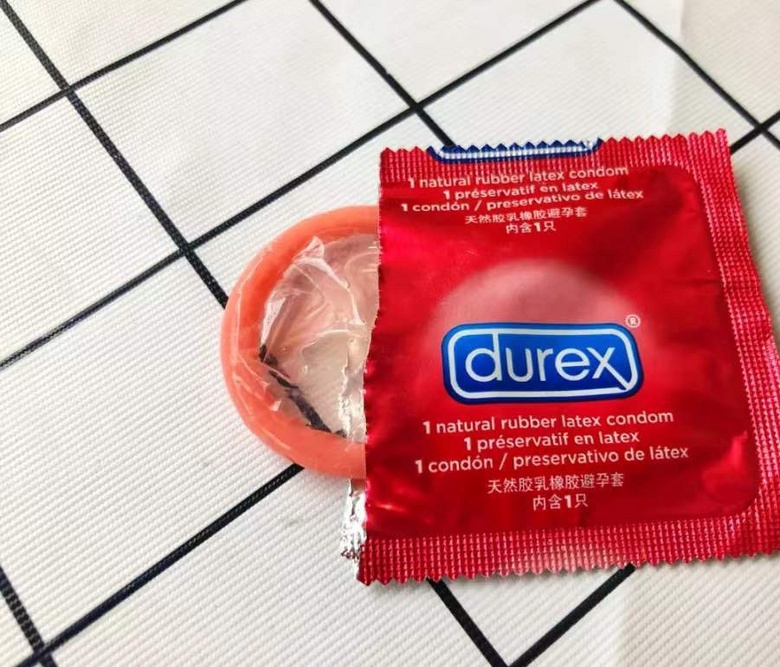 1 natural rubber latex condom
1 préservatif en latex
1 condón / preservativo de látex
天然胶乳橡胶避孕套
内含1只
durex®
1 natural rubber latex condom
1 préservatif en latex
1 condón / preservativo de látex
天然胶乳橡胶避孕套
内含1只